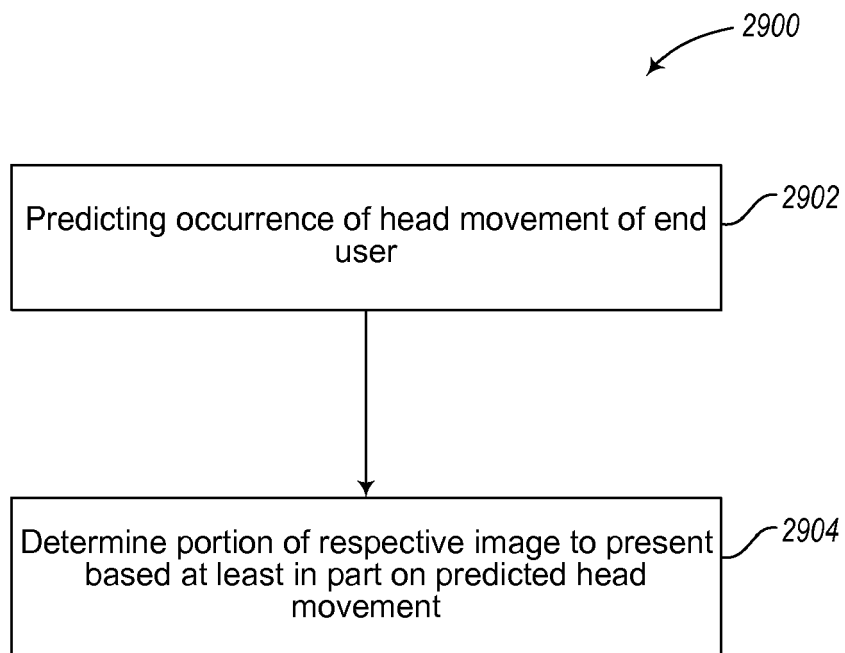 2900
Predicting occurrence of head movement of end
user
2902
Determine portion of respective image to present
based at least in part on predicted head
movement
2904